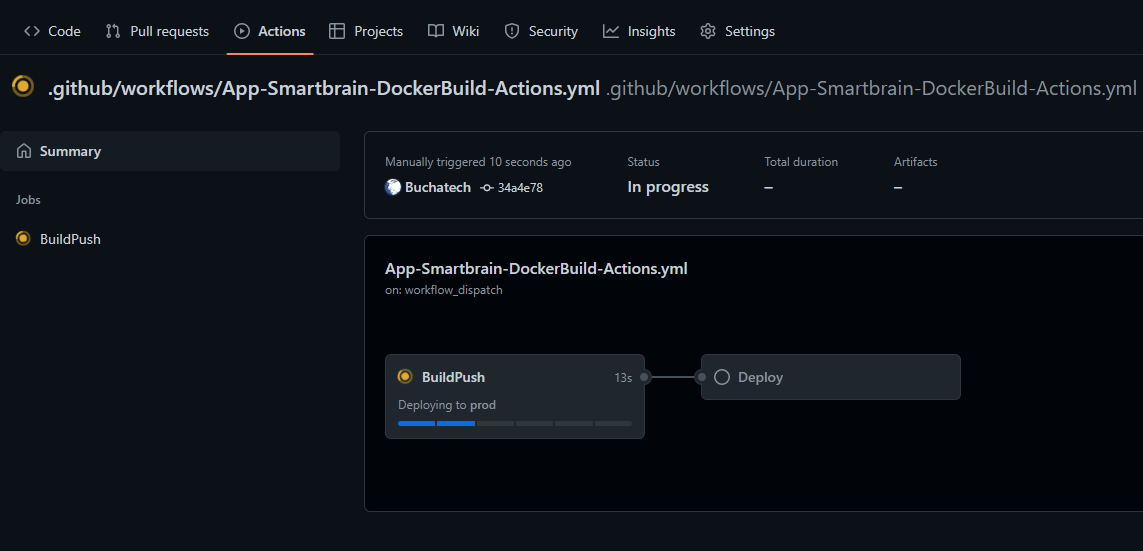 Code Pull requests Actions Projects Wiki Security Insights Settings
.github/workflows/App-Smartbrain-DockerBuild-Actions.yml .github/workflows/App-Smartbrain-DockerBuild-Actions.yml
Summary
Jobs
BuildPush
Manually triggered 10 seconds ago Status Total duration Artifacts
Buchatech 34a4e78 In progress – –
App-Smartbrain-DockerBuild-Actions.yml
on: workflow_dispatch
BuildPush 13s Deploy
Deploying to prod